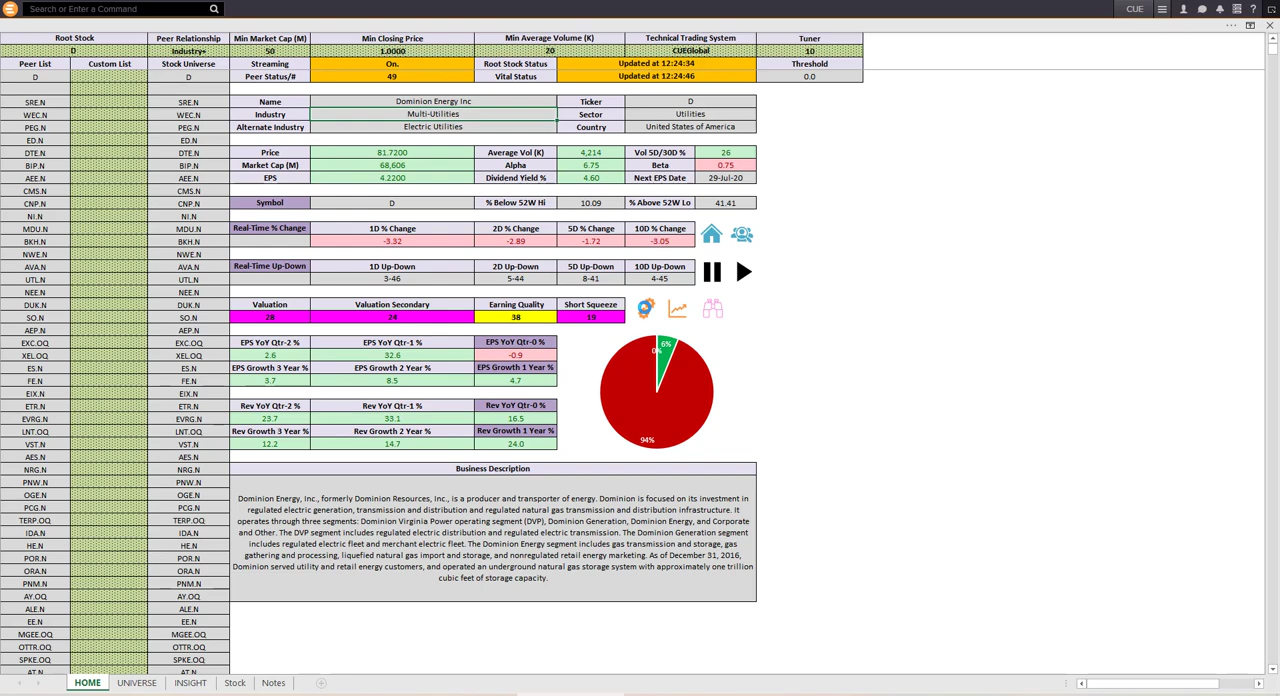 Search or Enter a Command
CUE
Root Stock Peer Relationship Min Market Cap (M) Min Closing Price Min Average Volume (K) Technical Trading System Tuner
D Industry+ 50 1.0000 20 CUEGlobal 10
Peer List Custom List Stock Universe Streaming On. Root Stock Status Updated at 12:24:34 Threshold
D D Peer Status/# 49 Vital Status Updated at 12:24:46 0.0
SRE.N SRE.N Name Dominion Energy Inc Ticker D
WEC.N WEC.N Industry Multi-Utilities Sector Utilities
PEG.N PEG.N Alternate Industry Electric Utilities Country United States of America
ED.N ED.N
DTE.N DTE.N Price 81.7200 Average Vol (K) 4,214 Vol 5D/30D % 26
BIP.N BIP.N Market Cap (M) 68,606 Alpha 6.75 Beta 0.75
AEE.N AEE.N EPS 4.2200 Dividend Yield % 4.60 Next EPS Date 29-Jul-20
CMS.N CMS.N
CNP.N CNP.N Symbol D % Below 52W Hi 10.09 % Above 52W Lo 41.41
NI.N NI.N
MDU.N MDU.N Real-Time % Change 1D % Change 2D % Change 5D % Change 10D % Change
BKH.N BKH.N -3.32 -2.89 -1.72 -3.05
NWE.N NWE.N
AVA.N AVA.N Real-Time Up-Down 1D Up-Down 2D Up-Down 5D Up-Down 10D Up-Down
UTL.N UTL.N 3-46 5-44 8-41 4-45
NEE.N NEE.N
DUK.N DUK.N Valuation Valuation Secondary Earning Quality Short Squeeze
SO.N SO.N 28 24 38 19
AEP.N AEP.N
EXC.OQ EXC.OQ EPS YoY Qtr-2 % EPS YoY Qtr-1 % EPS YoY Qtr-0 % 6%
XEL.OQ XEL.OQ 2.6 32.6 -0.9 0%
ES.N ES.N EPS Growth 3 Year % EPS Growth 2 Year % EPS Growth 1 Year %
FE.N FE.N 3.7 8.5 4.7
EIX.N EIX.N
ETR.N ETR.N Rev YoY Qtr-2 % Rev YoY Qtr-1 % Rev YoY Qtr-0 %
EVRG.N EVRG.N 23.7 33.1 16.5
LNT.OQ LNT.OQ Rev Growth 3 Year % Rev Growth 2 Year % Rev Growth 1 Year %
VST.N VST.N 12.2 14.7 24.0 94%
AES.N AES.N
NRG.N NRG.N Business Description
PNW.N PNW.N
OGE.N OGE.N Dominion Energy, Inc., formerly Dominion Resources, Inc., is a producer and transporter of energy. Dominion is focused on its investment in
PCG.N PCG.N regulated electric generation, transmission and distribution and regulated natural gas transmission and distribution infrastructure. It
TERP.OQ TERP.OQ operates through three segments: Dominion Virginia Power operating segment (DVP), Dominion Generation, Dominion Energy, and Corporate
IDA.N IDA.N and Other. The DVP segment includes regulated electric distribution and regulated electric transmission. The Dominion Generation segment
HE.N HE.N includes regulated electric fleet and merchant electric fleet. The Dominion Energy segment includes gas transmission and storage, gas
POR.N POR.N gathering and processing, liquefied natural gas import and storage, and nonregulated retail energy marketing. As of December 31, 2016,
ORA.N ORA.N Dominion served utility and retail energy customers, and operated an underground natural gas storage system with approximately one trillion
PNM.N PNM.N cubic feet of storage capacity.
AY.OQ AY.OQ
ALE.N ALE.N
EE.N EE.N
MGEE.OQ MGEE.OQ
OTTR.OQ OTTR.OQ
SPKE.OQ SPKE.OQ
AT.N AT.N
HOME UNIVERSE INSIGHT Stock Notes